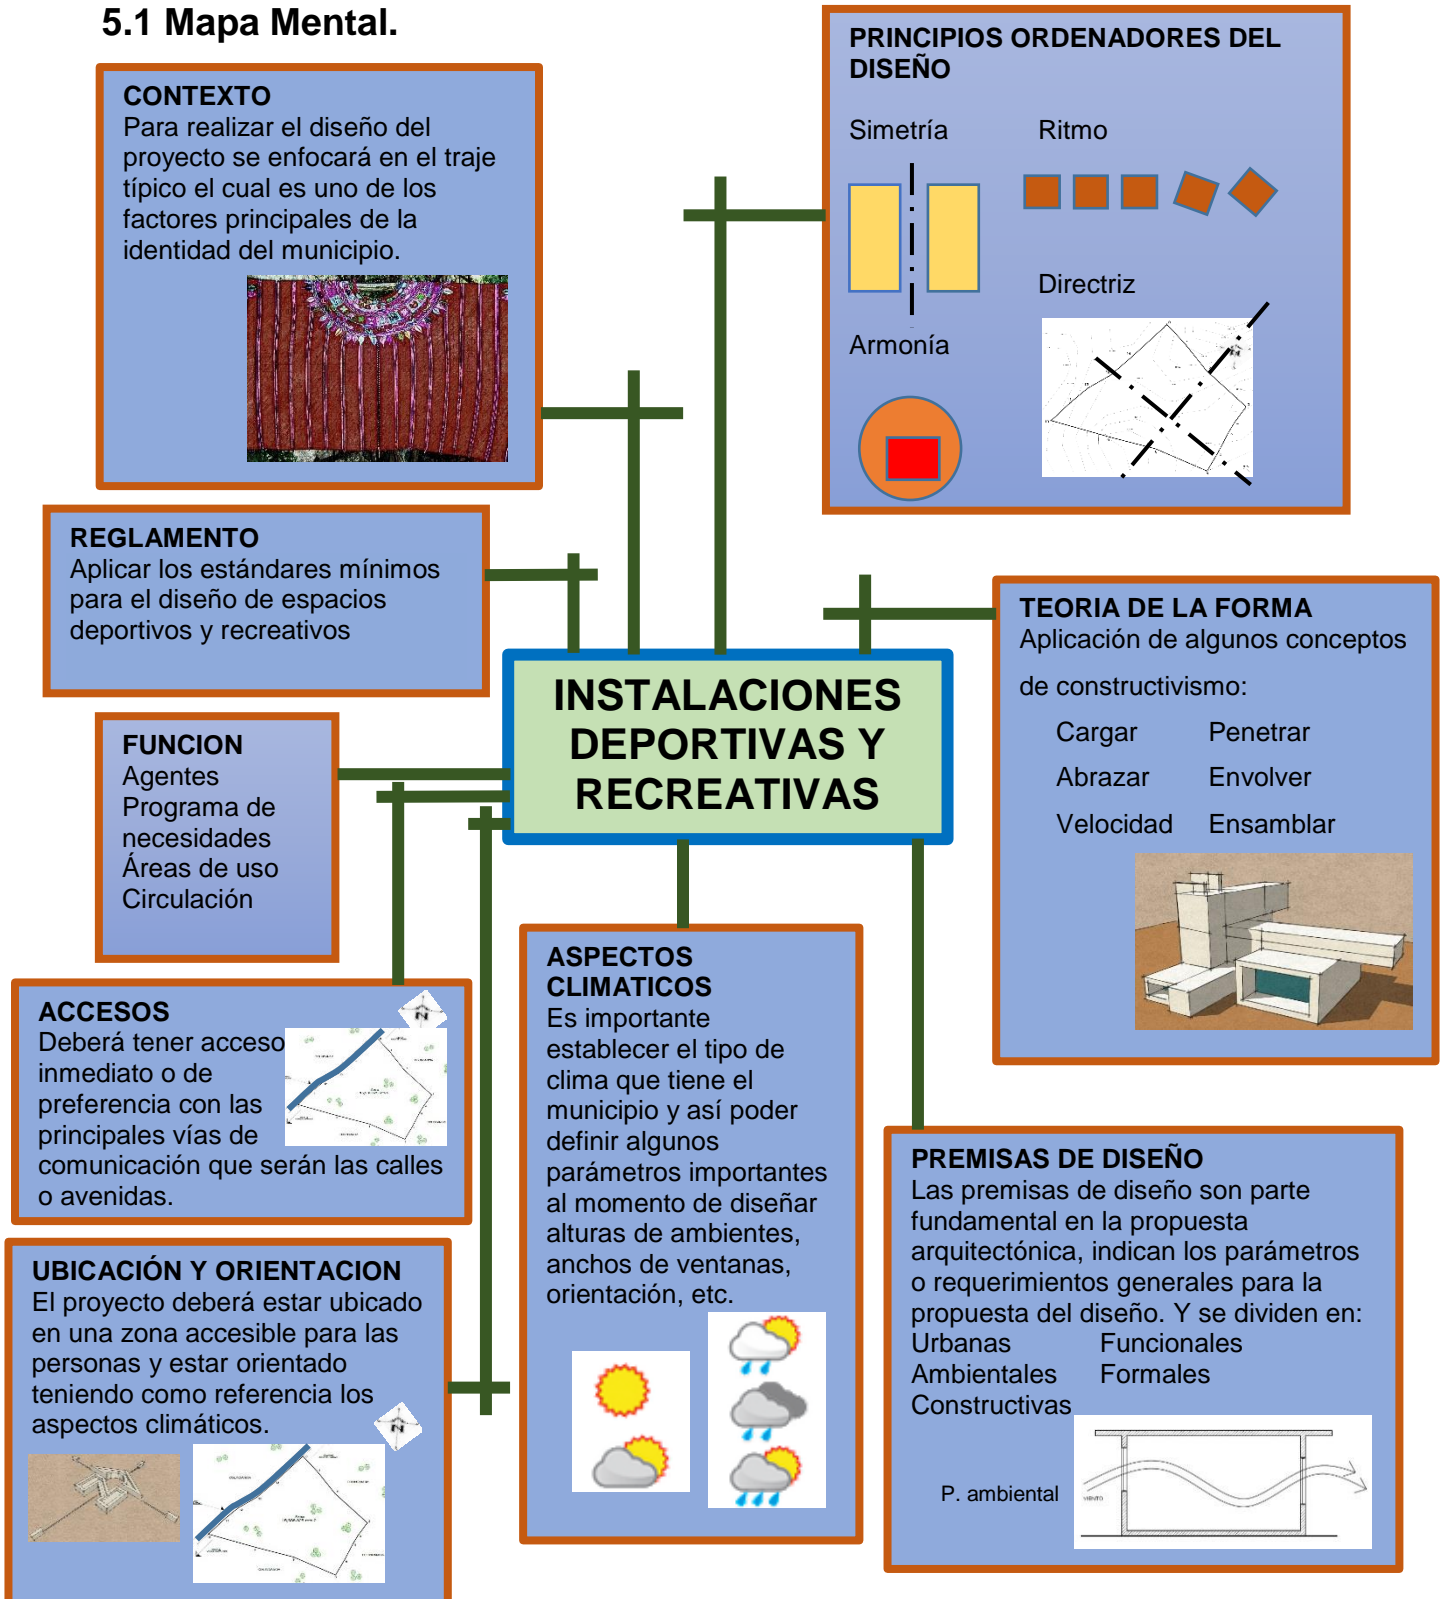 5.1 Mapa Mental.
CONTEXTO
Para realizar el diseño del
proyecto se enfocará en el traje
típico el cual es uno de los
factores principales de la
identidad del municipio.
PRINCIPIOS ORDENADORES DEL
DISEÑO
Simetría
Ritmo
Directriz
Armonía
REGLAMENTO
Aplicar los estándares mínimos
para el diseño de espacios
deportivos y recreativos
TEORIA DE LA FORMA
Aplicación de algunos conceptos
de constructivismo:
Cargar Penetrar
Abrazar Envolver
Velocidad Ensamblar
INSTALACIONES
DEPORTIVAS Y
RECREATIVAS
FUNCION
Agentes
Programa de
necesidades
Áreas de uso
Circulación
ACCESOS
Deberá tener acceso
inmediato o de
preferencia con las
principales vías de
comunicación que serán las calles
o avenidas.
N
ASPECTOS
CLIMATICOS
Es importante
establecer el tipo de
clima que tiene el
municipio y así poder
definir algunos
parámetros importantes
al momento de diseñar
alturas de ambientes,
anchos de ventanas,
orientación, etc.
PREMISAS DE DISEÑO
Las premisas de diseño son parte
fundamental en la propuesta
arquitectónica, indican los parámetros
o requerimientos generales para la
propuesta del diseño. Y se dividen en:
Urbanas Funcionales
Ambientales Formales
Constructivas
P. ambiental
VIENTO
UBICACIÓN Y ORIENTACION
El proyecto deberá estar ubicado
en una zona accesible para las
personas y estar orientado
teniendo como referencia los
aspectos climáticos.
N